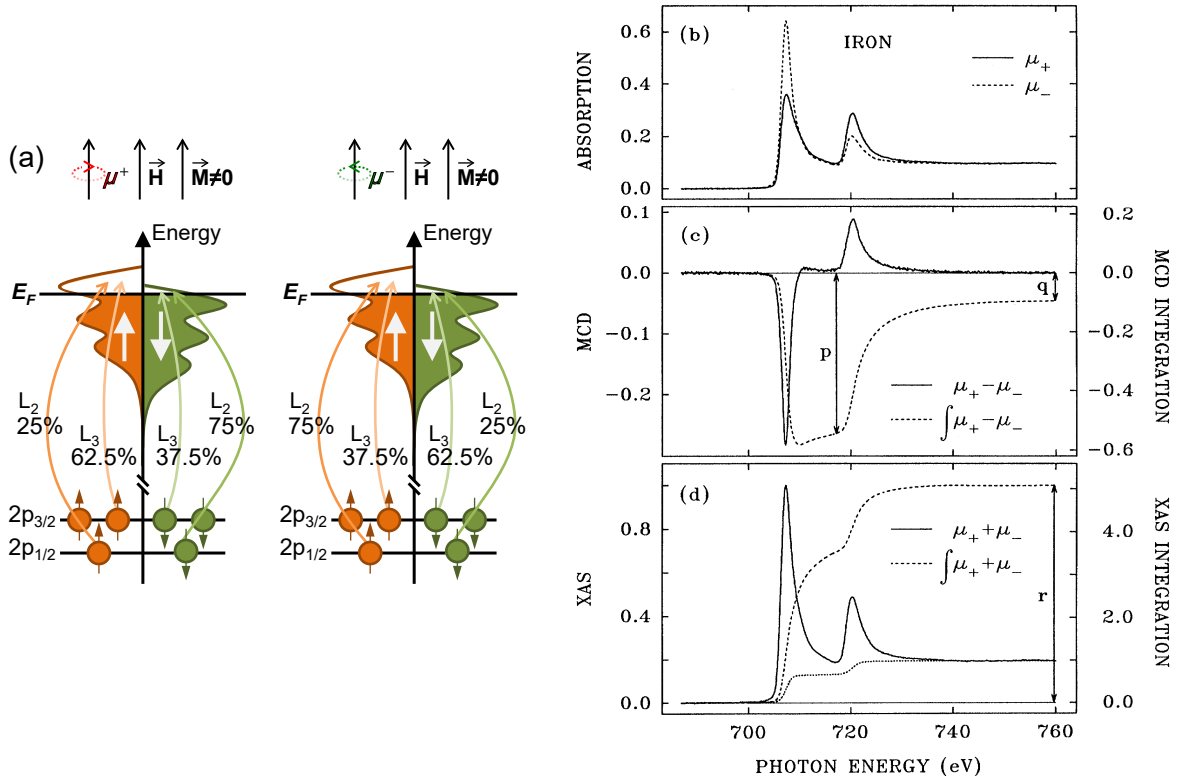 (a)
μ⁺ H⃗ M⃗≠0
μ⁻ H⃗ M⃗≠0
Energy
E_F
L₂
25%
L₃
62.5%
L₃
37.5%
L₂
75%
2p₃/₂
2p₁/₂
Energy
E_F
L₂
75%
L₃
37.5%
L₃
62.5%
L₂
25%
2p₃/₂
2p₁/₂
(b)
IRON
μ₊
μ₋
ABSORPTION
0.6
0.4
0.2
0.0
(c)
MCD
0.1
0.0
−0.1
−0.2
p
q
μ₊−μ₋
∫μ₊−μ₋
0.2
0.0
−0.2
−0.4
−0.6
MCD INTEGRATION
(d)
XAS
0.8
0.4
0.0
μ₊+μ₋
∫μ₊+μ₋
r
4.0
2.0
0.0
XAS INTEGRATION
700 720 740 760
PHOTON ENERGY (eV)